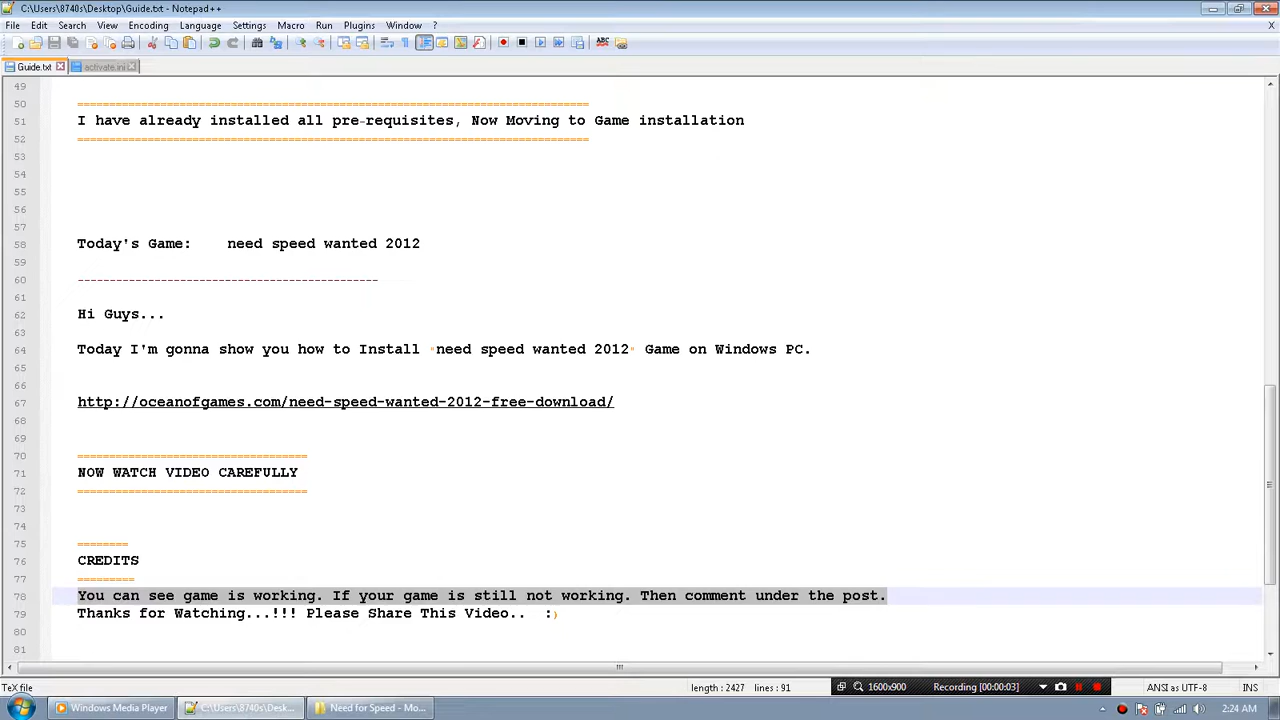 C:\Users\8740s\Desktop\Guide.txt - Notepad++
File Edit Search View Encoding Language Settings Macro Run Plugins Window ?
X
ABC
Guide.txt activate.ini
49
50 ==========================================================================
51 I have already installed all pre-requisites, Now Moving to Game installation
52 ==========================================================================
53
54
55
56
57
58 Today's Game: need speed wanted 2012
59
60 -------------------------------------------
61
62 Hi Guys...
63
64 Today I'm gonna show you how to Install "need speed wanted 2012" Game on Windows PC.
65
66
67 http://oceanofgames.com/need-speed-wanted-2012-free-download/
68
69
70 =================================
71 NOW WATCH VIDEO CAREFULLY
72 =================================
73
74
75 ========
76 CREDITS
77 =========
78 You can see game is working. If your game is still not working. Then comment under the post.
79 Thanks for Watching...!!! Please Share This Video.. :)
80
81
TeX file length : 2427 lines : 91 1600x900 Recording [00:00:03] ANSI as UTF-8 INS
Windows Media Player C:\Users\8740s\Desk... Need for Speed - Mo... 2:24 AM